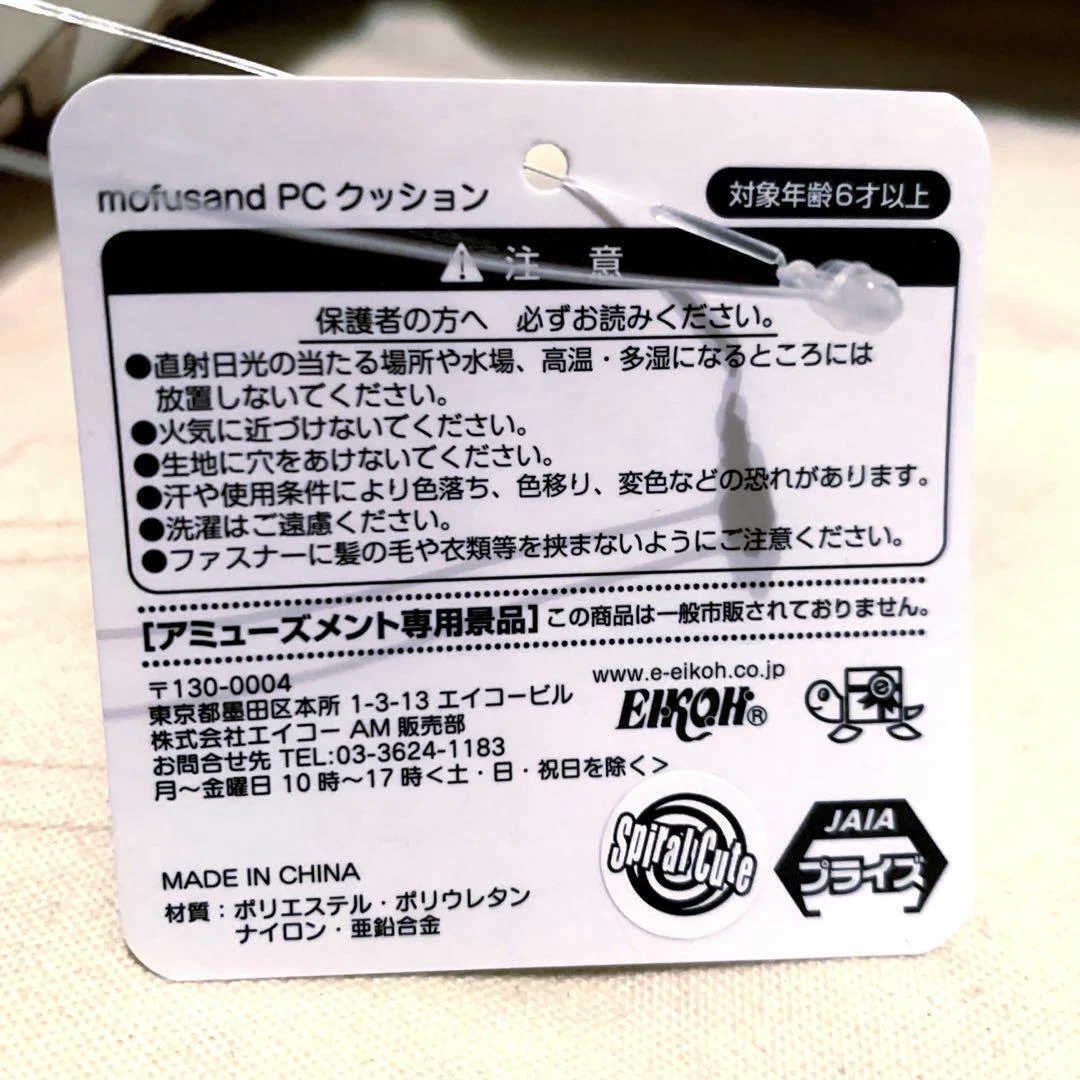 mofusand PC クッション
対象年齢6才以上
注 意
保護者の方へ 必ずお読みください。
●直射日光の当たる場所や水場、高温・多湿になるところには
放置しないでください。
●火気に近づけないでください。
●生地に穴をあけないでください。
●汗や使用条件により色落ち、色移り、変色などの恐れがあります。
●洗濯はご遠慮ください。
●ファスナーに髪の毛や衣類等を挟まないようにご注意ください。
[アミューズメント専用景品] この商品は一般市販されておりません。
〒130-0004
東京都墨田区本所 1-3-13 エイコービル
株式会社エイコー AM 販売部
お問合せ先 TEL:03-3624-1183
月〜金曜日 10 時〜17 時<土・日・祝日を除く>
www.e-eikoh.co.jp
EIKOH®
e
Spiral Cute
JAIA
プライズ
MADE IN CHINA
材質:ポリエステル・ポリウレタン
ナイロン・亜鉛合金